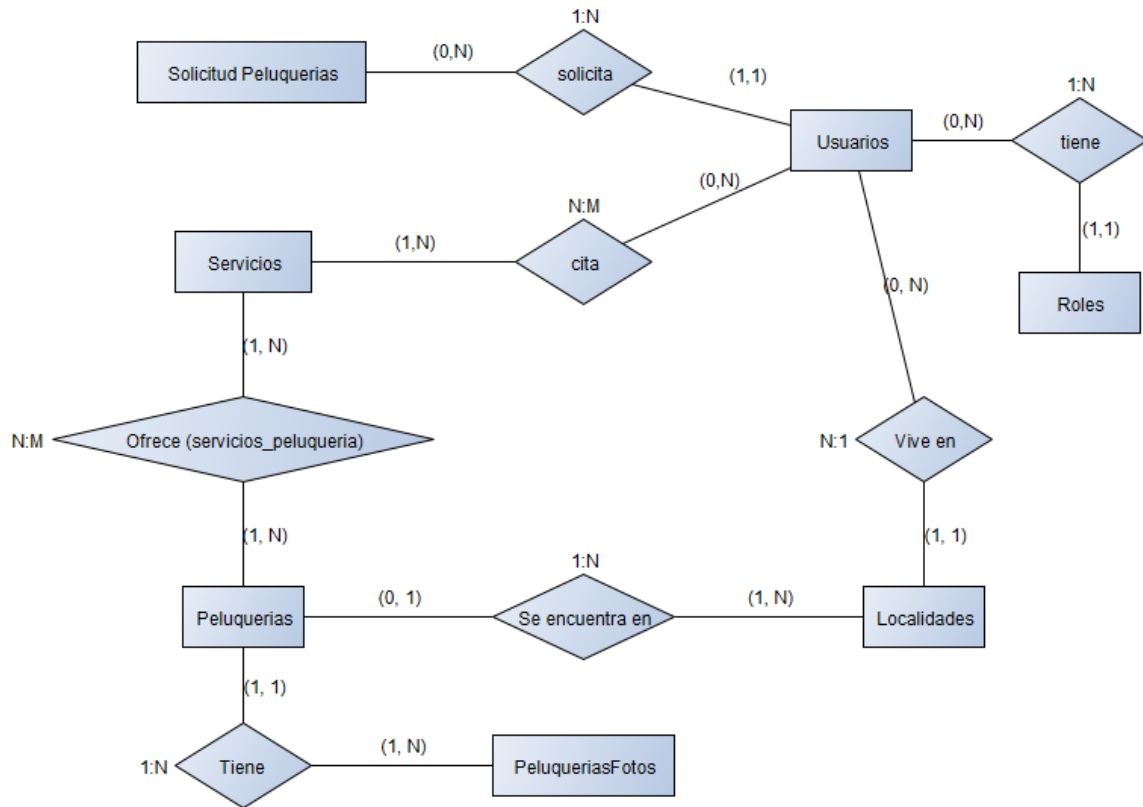 1:N
(0,N)
Solicitud Peluquerias
solicita
(1,1)
1:N
Usuarios
(0,N)
tiene
(0,N)
N:M
(1,1)
(1,N)
Servicios
cita
(0, N)
Roles
(1, N)
N:M
Ofrece (servicios_peluqueria)
N:1
Vive en
(1, N)
(1, 1)
1:N
(0, 1)
(1, N)
Peluquerias
Se encuentra en
Localidades
(1, 1)
(1, N)
1:N
Tiene
PeluqueriasFotos